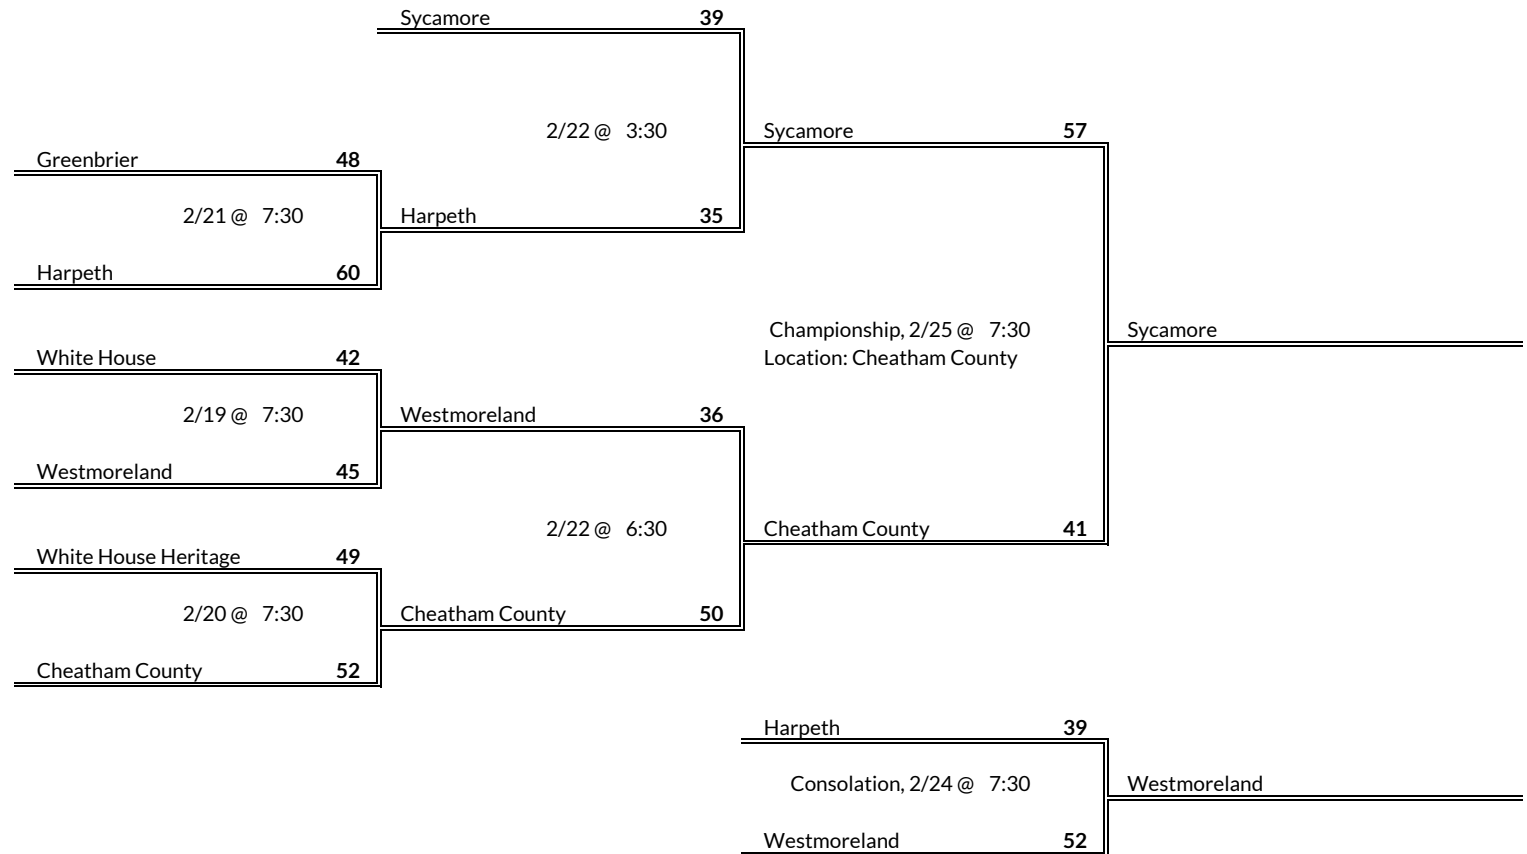 Sycamore 39
2/22 @ 3:30
Sycamore 57
Greenbrier 48
2/21 @ 7:30
Harpeth 35
Harpeth 60
Championship, 2/25 @ 7:30
Sycamore
White House 42
Location: Cheatham County
2/19 @ 7:30
Westmoreland 36
Westmoreland 45
2/22 @ 6:30
Cheatham County 41
White House Heritage 49
2/20 @ 7:30
Cheatham County 50
Cheatham County 52
Harpeth 39
Consolation, 2/24 @ 7:30
Westmoreland
Westmoreland 52